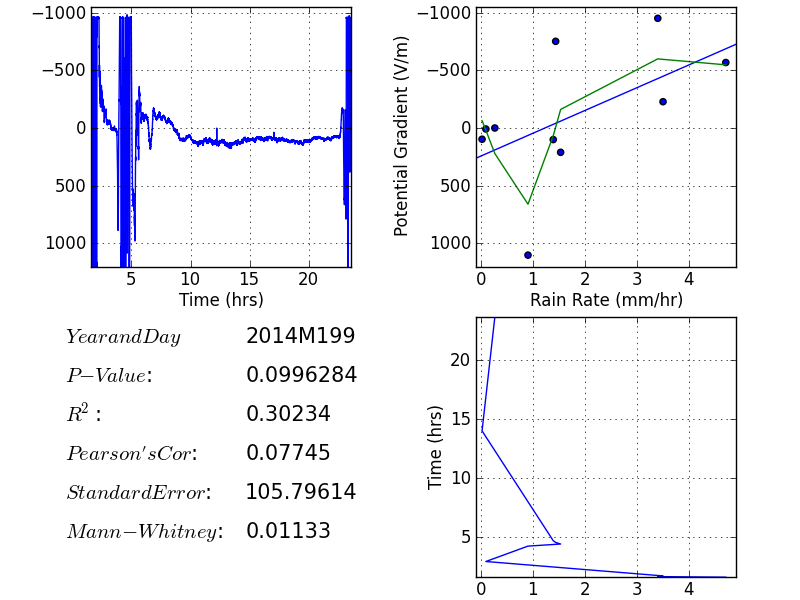 −1000
−500
0
500
1000
5 10 15 20
Time (hrs)
Potential Gradient (V/m)
−1000
−500
0
500
1000
0 1 2 3 4
Rain Rate (mm/hr)
YearandDay 2014M199
P−Value: 0.0996284
R² : 0.30234
Pearson'sCor: 0.07745
StandardError: 105.79614
Mann−Whitney: 0.01133
Time (hrs)
20
15
10
5
0 1 2 3 4